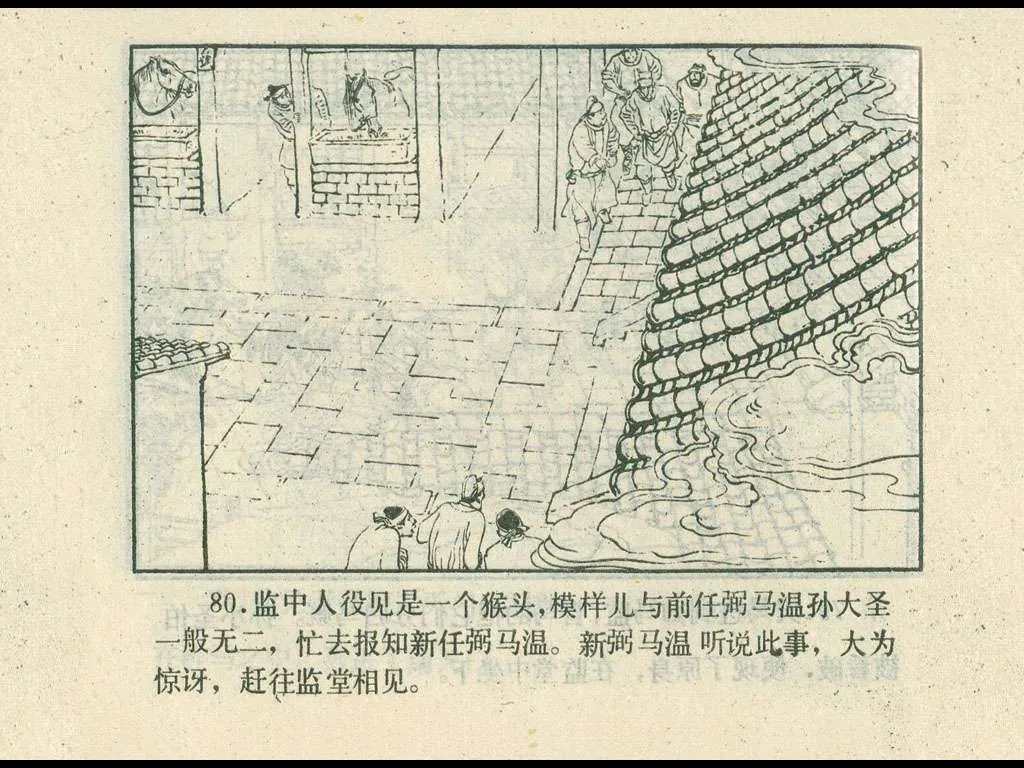 80.监中人役见是一个猴头,模样儿与前任弼马温孙大圣
一般无二，忙去报知新任弼马温。新弼马温听说此事，大为
惊讶，赶往监堂相见。